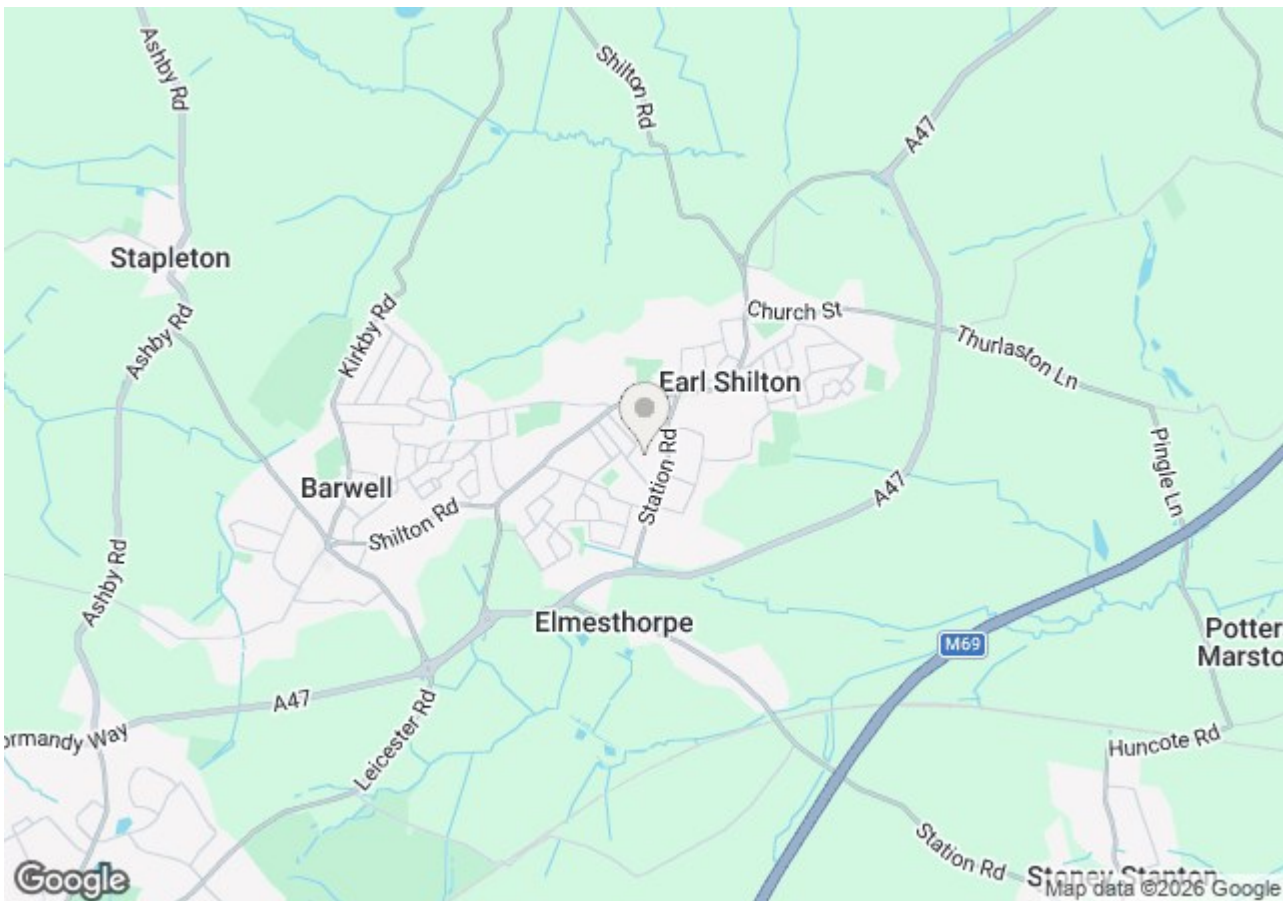 Ashby Rd
Shilton Rd
A47
Stapleton
Kirkby Rd
Ashby Rd
Church St
Thurlaston Ln
Earl Shilton
Pingle Ln
Barwell
Shilton Rd
Station Rd
A47
Ashby Rd
Elmesthorpe
M69
Potter
Marsto
A47
Leicester Rd
ormandy Way
Huncote Rd
Station Rd
Stoney Stanton
Google
Map data ©2026 Google